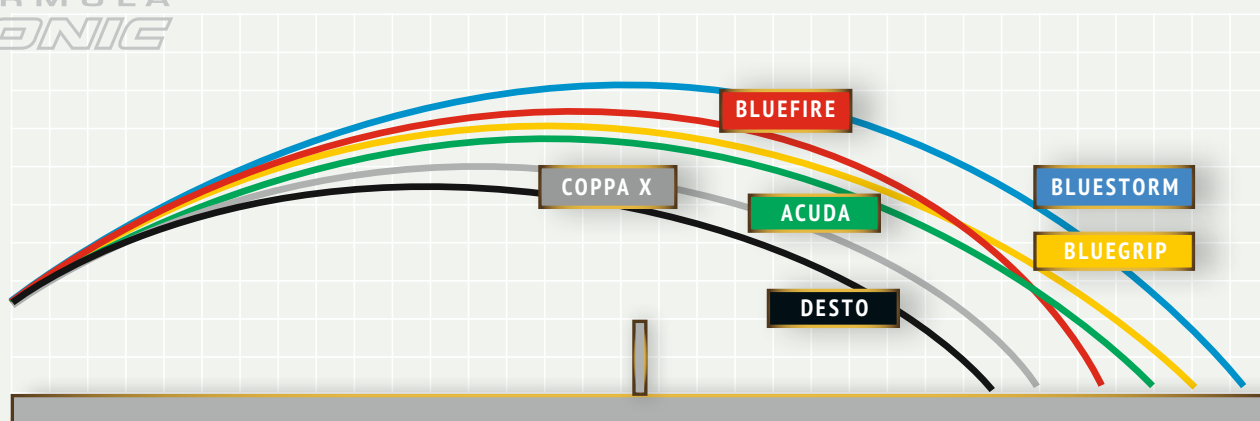 BLUEFIRE
COPPA X
BLUESTORM
ACUDA
BLUEGRIP
DESTO